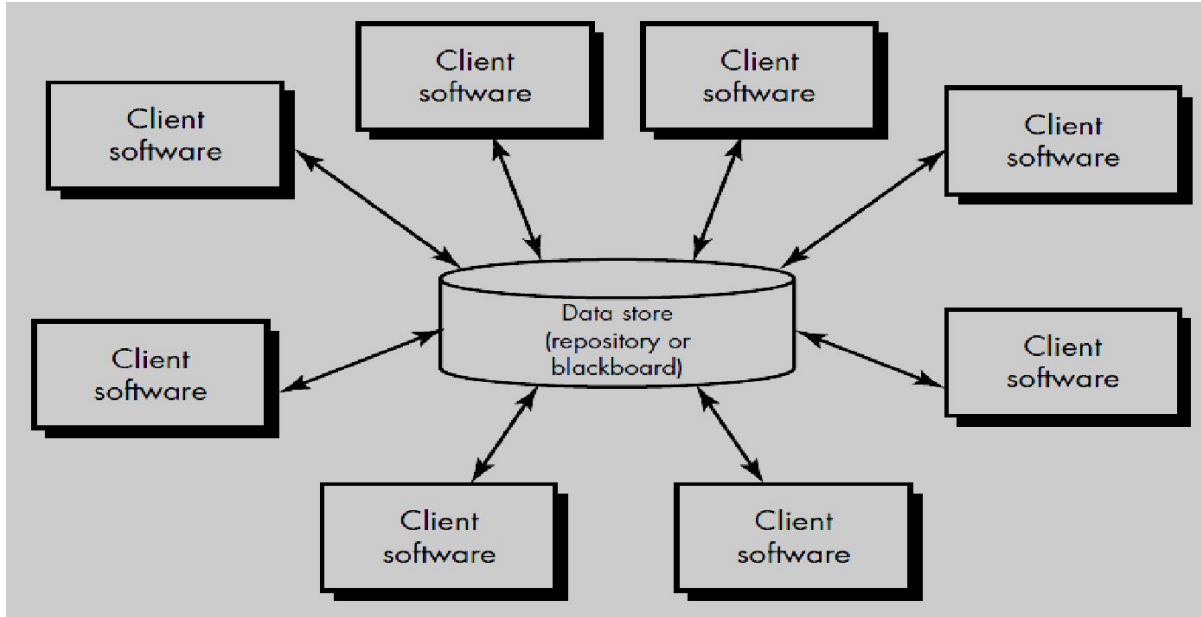 Client
software
Client
software
Client
software
Client
software
Data store
(repository or
blackboard)
Client
software
Client
software
Client
software
Client
software